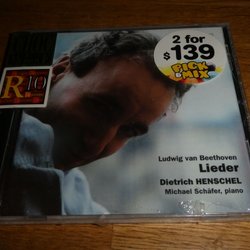 2 for
$139
PICK
MIX
R10
Ludwig van Beethoven
Lieder
Dietrich HENSCHEL
Michael Schäfer, piano